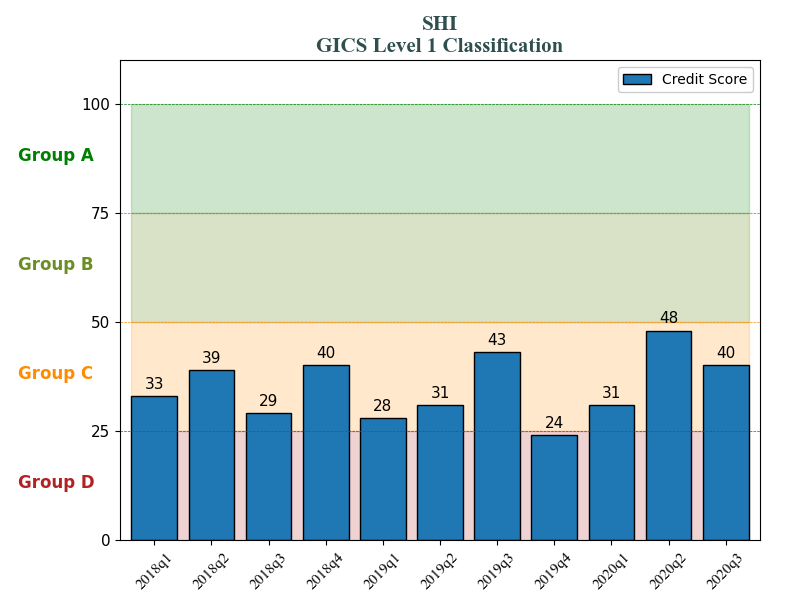 SHI
GICS Level 1 Classification
Credit Score
100
Group A
75
Group B
50
48
43
40
40
39
Group C
33
31
31
29
28
25
24
Group D
0
2018q1 2018q2 2018q3 2018q4 2019q1 2019q2 2019q3 2019q4 2020q1 2020q2 2020q3